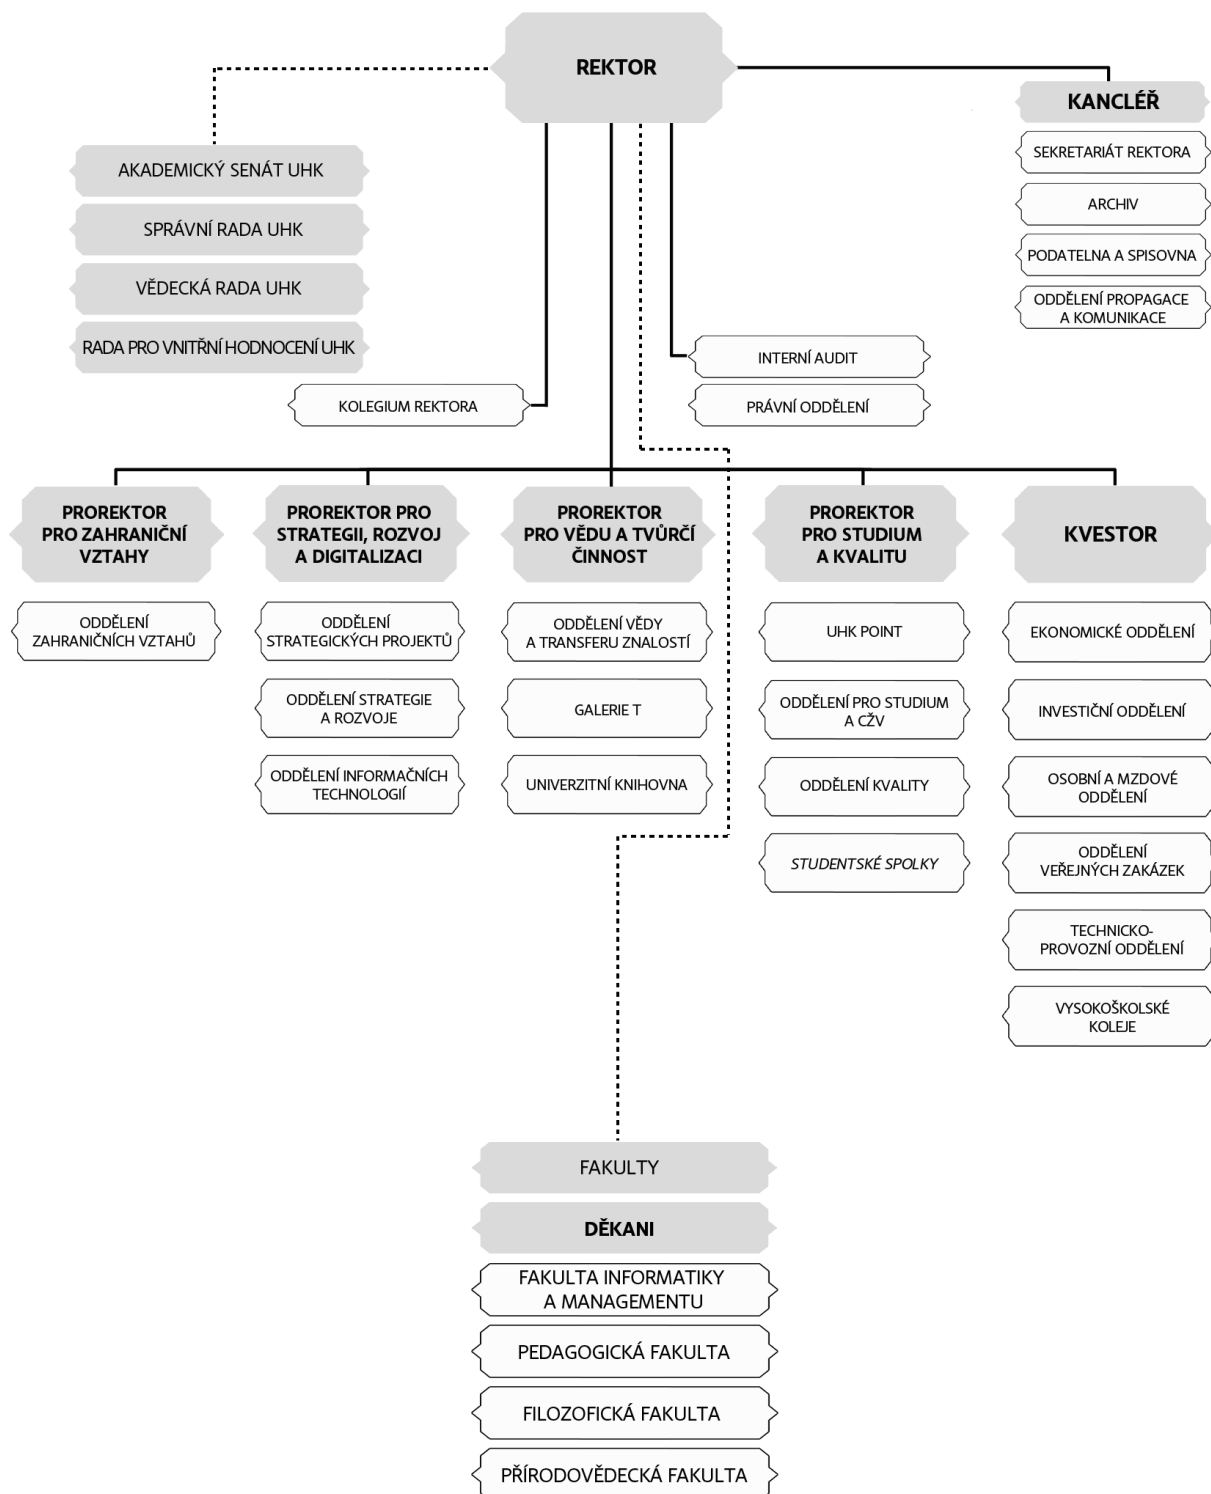 REKTOR
KANCLÉŘ
SEKRETARIÁT REKTORA
ARCHIV
PODATELNA A SPISOVNA
ODDĚLENÍ PROPAGACE
A KOMUNIKACE
AKADEMICKÝ SENÁT UHK
SPRÁVNÍ RADA UHK
VĚDECKÁ RADA UHK
RADA PRO VNITŘNÍ HODNOCENÍ UHK
KOLEGIUM REKTORA
INTERNÍ AUDIT
PRÁVNÍ ODDĚLENÍ
PROREKTOR
PRO ZAHRANIČNÍ
VZTAHY
ODDĚLENÍ
ZAHRANIČNÍCH VZTAHŮ
PROREKTOR PRO
STRATEGII, ROZVOJ
A DIGITALIZACI
ODDĚLENÍ
STRATEGICKÝCH PROJEKTŮ
ODDĚLENÍ STRATEGIE
A ROZVOJE
ODDĚLENÍ INFORMAČNÍCH
TECHNOLOGIÍ
PROREKTOR
PRO VĚDU A TVŮRČÍ
ČINNOST
ODDĚLENÍ VĚDY
A TRANSFERU ZNALOSTÍ
GALERIE T
UNIVERZITNÍ KNIHOVNA
PROREKTOR
PRO STUDIUM
A KVALITU
UHK POINT
ODDĚLENÍ PRO STUDIUM
A CŽV
ODDĚLENÍ KVALITY
STUDENTSKÉ SPOLKY
KVESTOR
EKONOMICKÉ ODDĚLENÍ
INVESTIČNÍ ODDĚLENÍ
OSOBNÍ A MZDOVÉ
ODDĚLENÍ
ODDĚLENÍ
VEŘEJNÝCH ZAKÁZEK
TECHNICKO-
PROVOZNÍ ODDĚLENÍ
VYSOKOŠKOLSKÉ
KOLEJE
FAKULTY
DĚKANI
FAKULTA INFORMATIKY
A MANAGEMENTU
PEDAGOGICKÁ FAKULTA
FILOZOFICKÁ FAKULTA
PŘÍRODOVĚDECKÁ FAKULTA